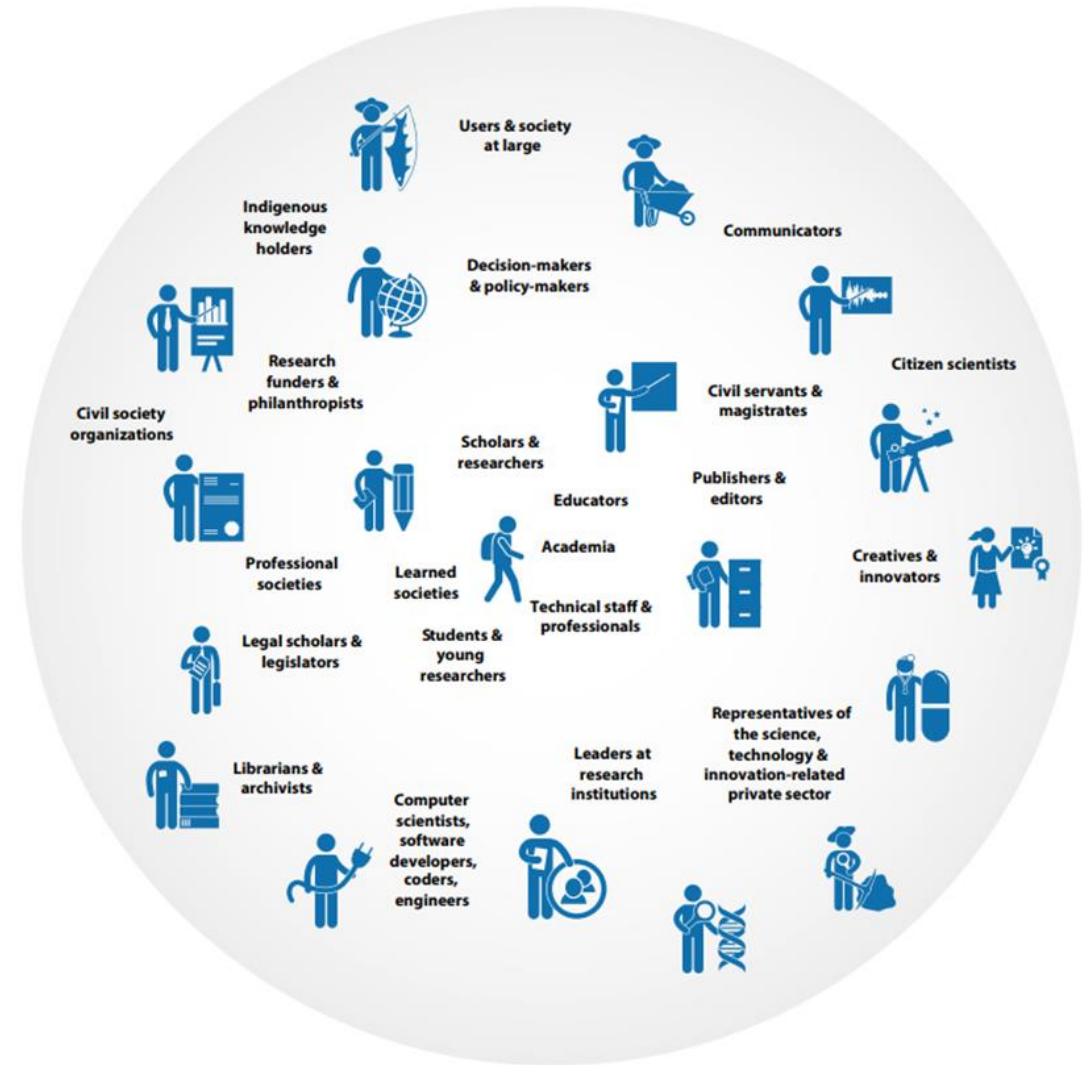 Users & society
at large
Indigenous
knowledge
holders
Communicators
Decision-makers
& policy-makers
Research
funders &
philanthropists
Citizen scientists
Civil servants &
magistrates
Civil society
organizations
Scholars &
researchers
Publishers &
editors
Educators
Academia
Creatives &
innovators
Professional
societies
Learned
societies
Technical staff &
professionals
Legal scholars &
legislators
Students &
young
researchers
Representatives of
the science,
technology &
innovation-related
private sector
Leaders at
research
institutions
Librarians &
archivists
Computer
scientists,
software
developers,
coders,
engineers